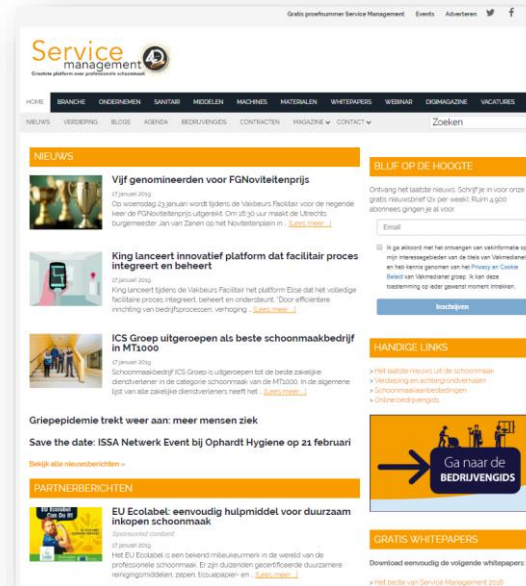 Gratis proefnummer Service Management Events Adverteren
Service
management
Grootste platform over professionele schoonmaak
HOME BRANCHE ONDERNEMEN SANITAIR MIDDELEN MACHINES MATERIALEN WHITEPAPERS WEBINAR DIGIMAGAZINE VACATURES
NIEUWS VERDIEPING BLOGS AGENDA BEDRIJVENGIDS CONTRACTEN MAGAZINE CONTACT Zoeken
NIEUWS
Vijf genomineerden voor FGNoviteitenprijs
17 januari 2019
Op woensdag 23 januari wordt tijdens de Vakbeurs Facilitair voor de negende
keer de FGNoviteitenprijs uitgereikt. Om 16.30 uur maakt de Utrechts
burgemeester Jan van Zanen op het Noviteitenplein in ... [Lees meer ...]
King lanceert innovatief platform dat facilitair proces
integreert en beheert
17 januari 2019
King lanceert tijdens de Vakbeurs Facilitair het platform Elise dat het volledige
facilitaire proces integreert, beheert en ondersteunt. 'Door efficiëntere
inrichting van bedrijfsprocessen, verhoging ... [Lees meer ...]
ICS Groep uitgeroepen als beste schoonmaakbedrijf
in MT1000
17 januari 2019
Schoonmaakbedrijf ICS Groep is uitgeroepen tot de beste zakelijke
dienstverlener in de categorie schoonmaak van de MT1000. In de algemene
lijst van alle zakelijke dienstverleners heeft het ... [Lees meer ...]
Griepepidemie trekt weer aan: meer mensen ziek
Save the date: ISSA Netwerk Event bij Ophardt Hygiene op 21 februari
Bekijk alle nieuwsberichten »
PARTNERBERICHTEN
EU Ecolabel
Can Do It!
EU Ecolabel: eenvoudig hulpmiddel voor duurzaam
inkopen schoonmaak
Sponsored content
17 januari 2019
Het EU Ecolabel is een bekend milieukeurmerk in de wereld van de
professionele schoonmaak. Er zijn duizenden gecertificeerde duurzamere
reinigingsmiddelen, zepen, tissuepapier- en ... [Lees meer ...]
BLIJF OP DE HOOGTE
Ontvang het laatste nieuws. Schrijf je in voor onze
gratis nieuwsbrief (2x per week). Ruim 4.900
abonnees gingen je al voor.
Email
Ik ga akkoord met het ontvangen van vakinformatie op
mijn interessegebieden van de titels van Vakmedianet
en heb kennis genomen van het Privacy en Cookie
Beleid van Vakmedianet groep. Ik kan deze
toestemming op ieder gewenst moment intrekken.
Inschrijven
HANDIGE LINKS
» Het laatste nieuws uit de schoonmaak
» Verdieping en achtergrondverhalen
» Schoonmaakaanbestedingen
» Online bedrijvengids
Ga naar de
BEDRIJVENGIDS
GRATIS WHITEPAPERS
Download eenvoudig de volgende whitepapers:
» Het beste van Service Management 2018